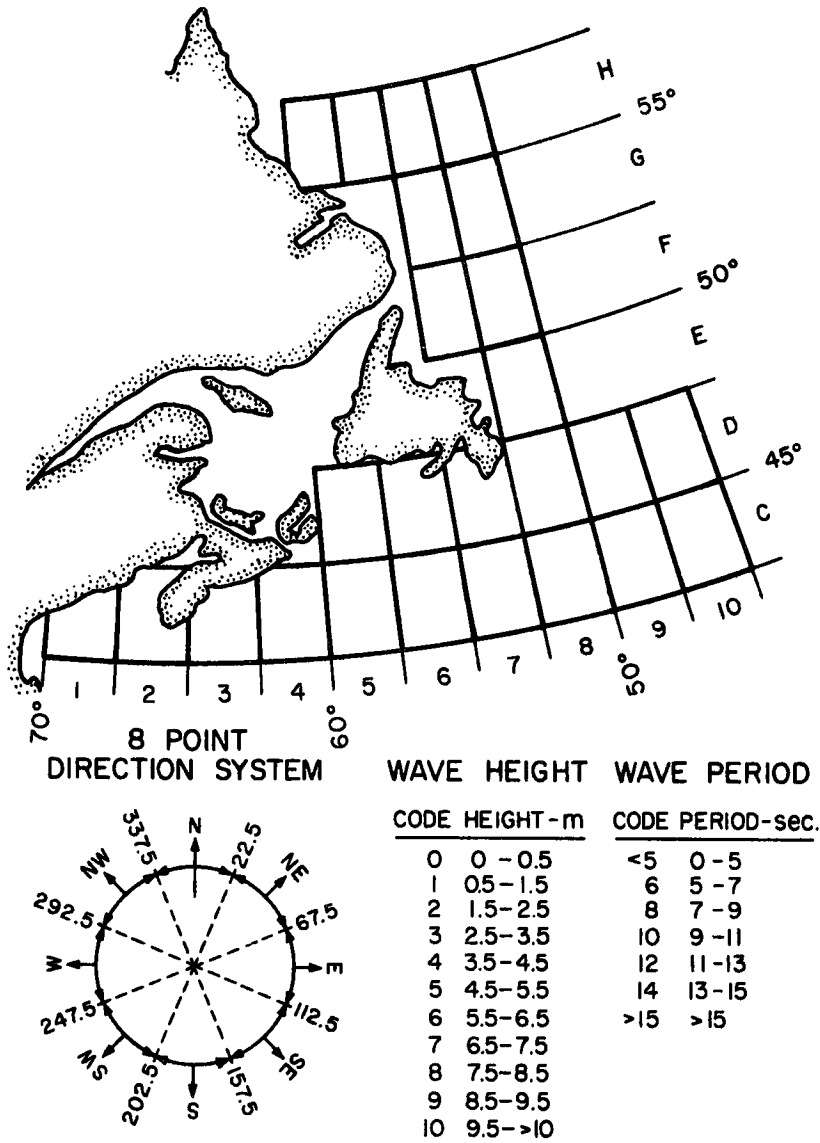 H
55°
G
F
50°
E
D
45°
C
1 2 3 4 5 6 7 8 9 10
70° 60° 50°
8 POINT
DIRECTION SYSTEM
N
22.5
NE
67.5
E
112.5
SE
157.5
S
202.5
SW
247.5
W
292.5
NW
337.5
WAVE HEIGHT
CODE HEIGHT-m
0 0-0.5
1 0.5-1.5
2 1.5-2.5
3 2.5-3.5
4 3.5-4.5
5 4.5-5.5
6 5.5-6.5
7 6.5-7.5
8 7.5-8.5
9 8.5-9.5
10 9.5->10
WAVE PERIOD
CODE PERIOD-sec.
<5 0-5
6 5-7
8 7-9
10 9-11
12 11-13
14 13-15
>15 >15